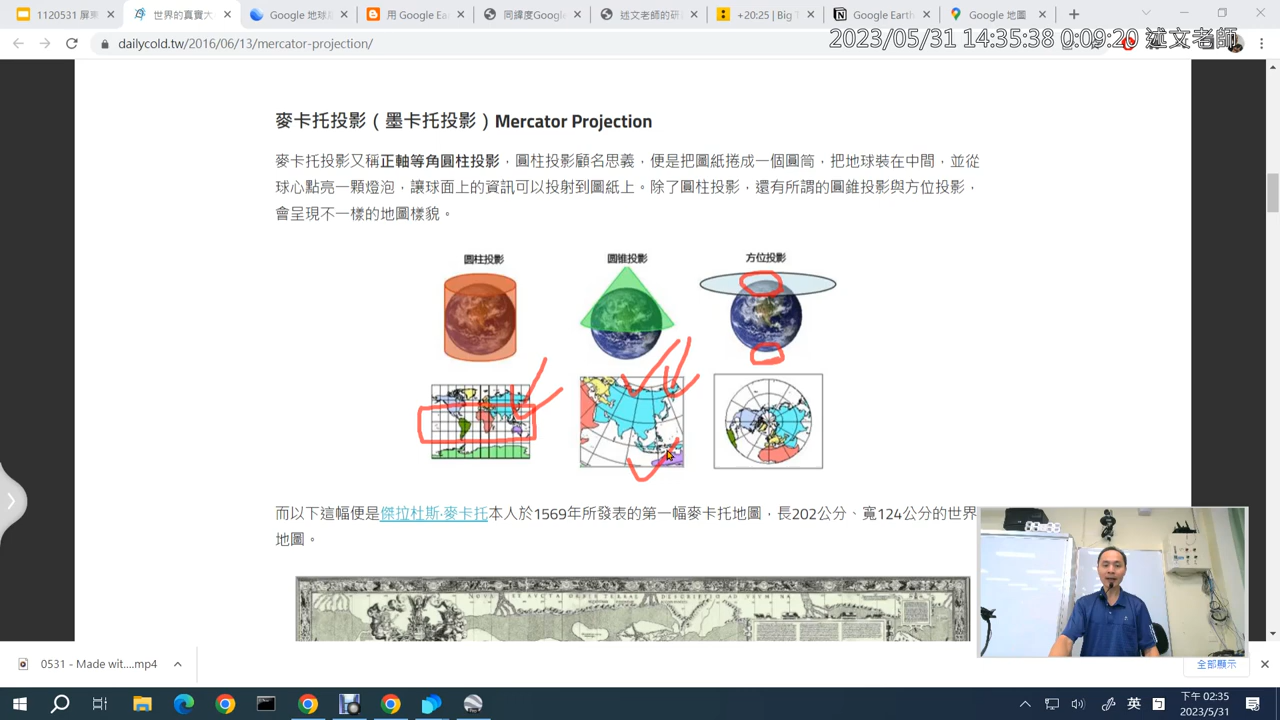 1120531 屏東
世界的真實大
Google 地球版
用 Google Ea
同緯度Google
述文老師的研
+20:25 | Big
Google Earth
Google 地圖
dailycold.tw/2016/06/13/mercator-projection/
2023/05/31 14:35:38 0:09:20 述文老師
麥卡托投影（墨卡托投影）Mercator Projection
麥卡托投影又稱正軸等角圓柱投影，圓柱投影顧名思義，便是把圖紙捲成一個圓筒，把地球裝在中間，並從
球心點亮一顆燈泡，讓球面上的資訊可以投射到圖紙上。除了圓柱投影，還有所謂的圓錐投影與方位投影，
會呈現不一樣的地圖樣貌。
圓柱投影
圓錐投影
方位投影
而以下這幅便是傑拉杜斯·麥卡托本人於1569年所發表的第一幅麥卡托地圖，長202公分、寬124公分的世界
地圖。
0531 - Made wit....mp4
全部顯示
英
下午 02:35
2023/5/31